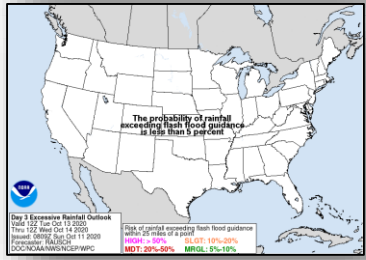 The probability of rainfall
exceeding flash flood guidance
is less than 5 percent
NOAA
Day 3 Excessive Rainfall Outlook
Valid 12Z Tue Oct 13 2020
Thru 12Z Wed Oct 14 2020
Issued: 0809Z Sun Oct 11 2020
Forecaster: RAUSCH
DOC/NOAA/NWS/NCEP/WPC
Risk of rainfall exceeding flash flood guidance
within 25 miles of a point
HIGH: > 50% SLGT: 10%-20%
MDT: 20%-50% MRGL: 5%-10%